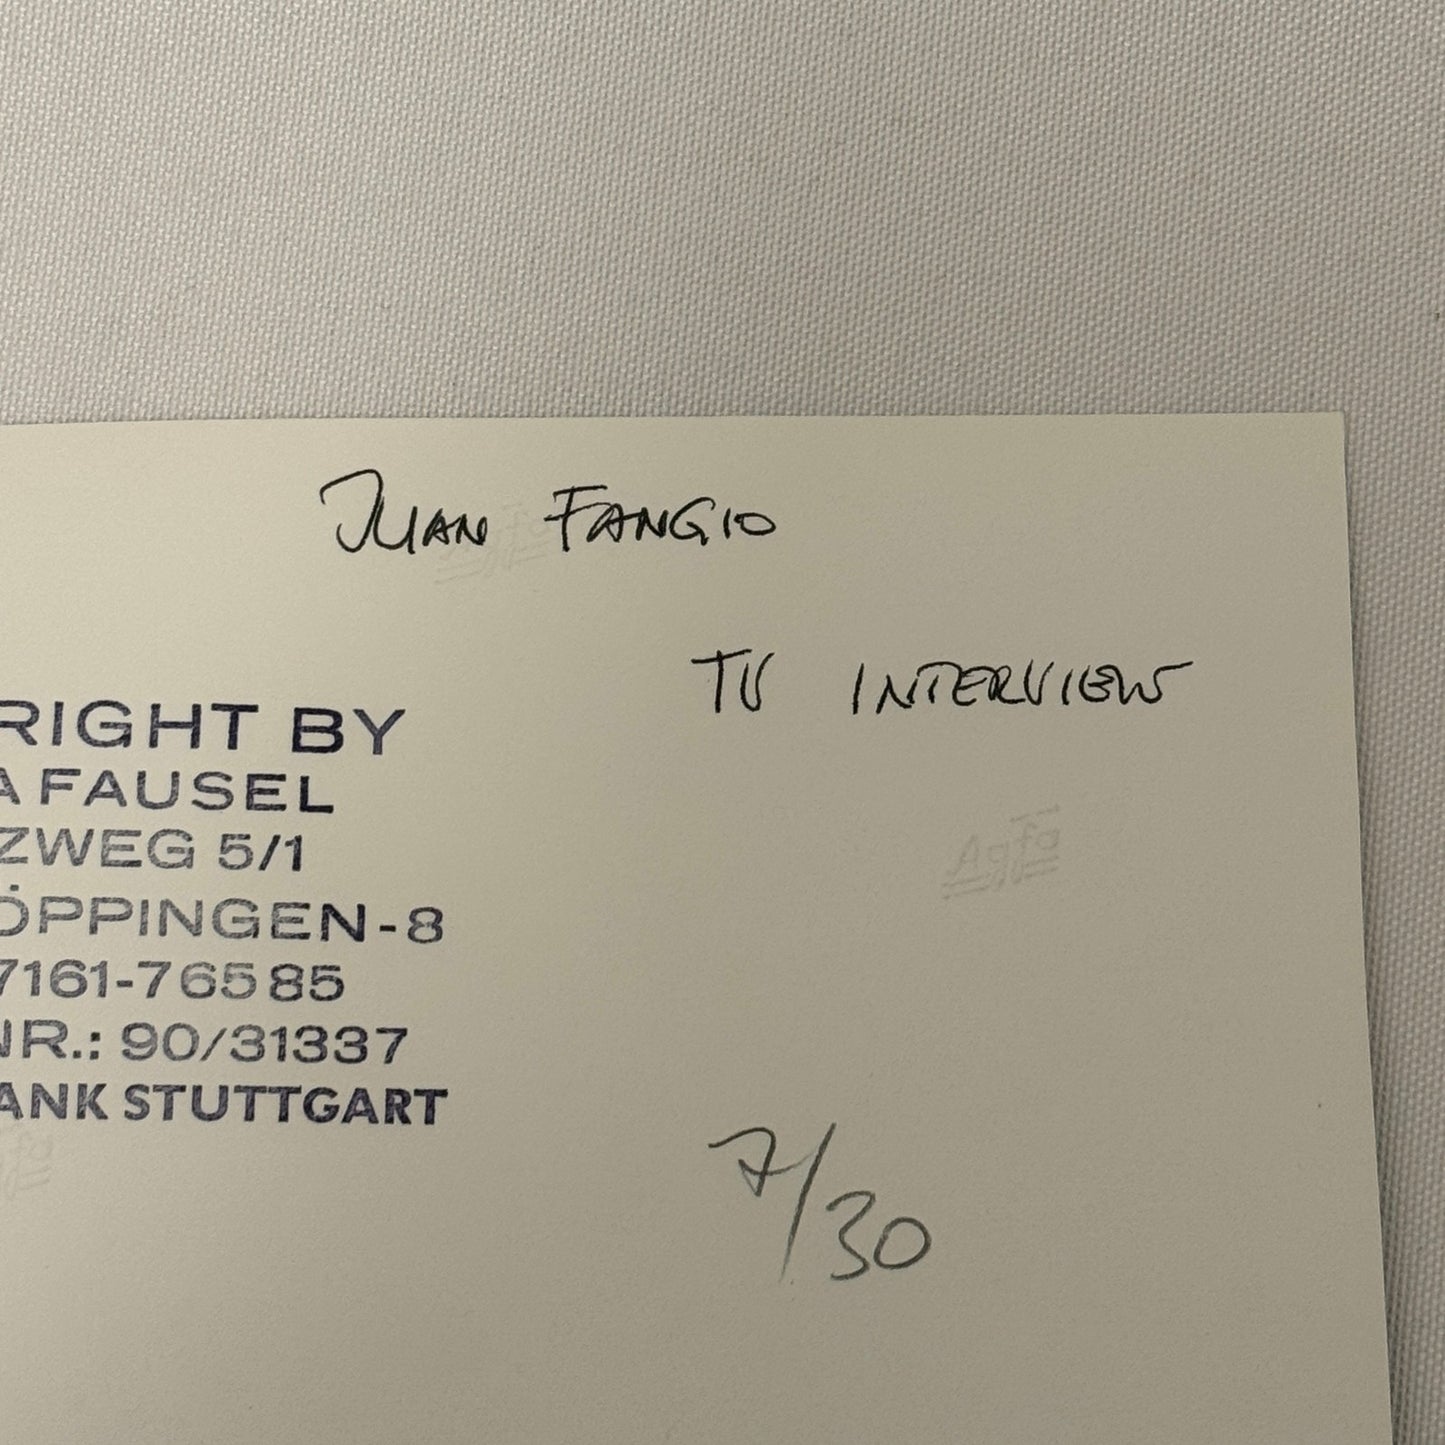 JUAN FANGIO
TV INTERVIEW
RIGHT BY
A FAUSEL
ZWEG 5/1
ÖPPINGEN-8
7161-76585
NR.: 90/31337
ANK STUTTGART
Agfa
7/30